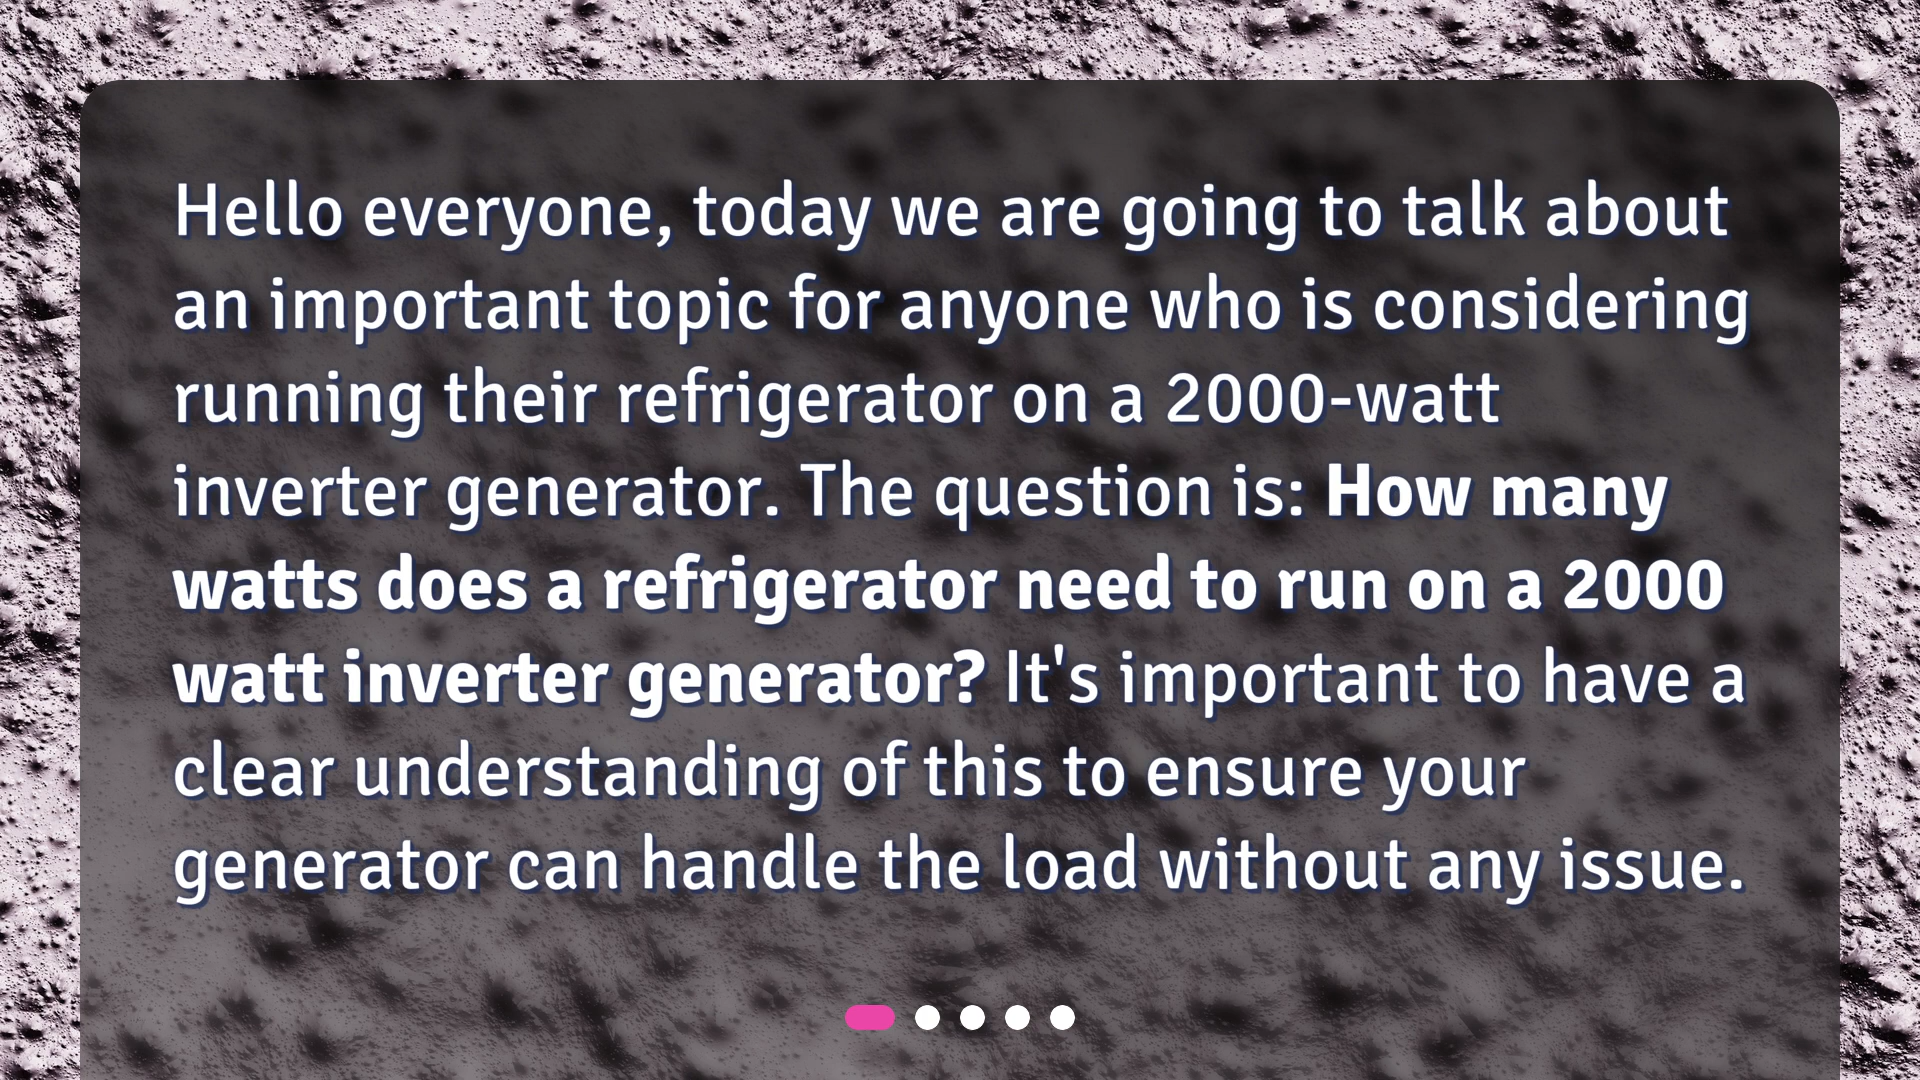 Hello everyone, today we are going to talk about
an important topic for anyone who is considering
running their refrigerator on a 2000-watt
inverter generator. The question is: How many
watts does a refrigerator need to run on a 2000
watt inverter generator? It's important to have a
clear understanding of this to ensure your
generator can handle the load without any issue.